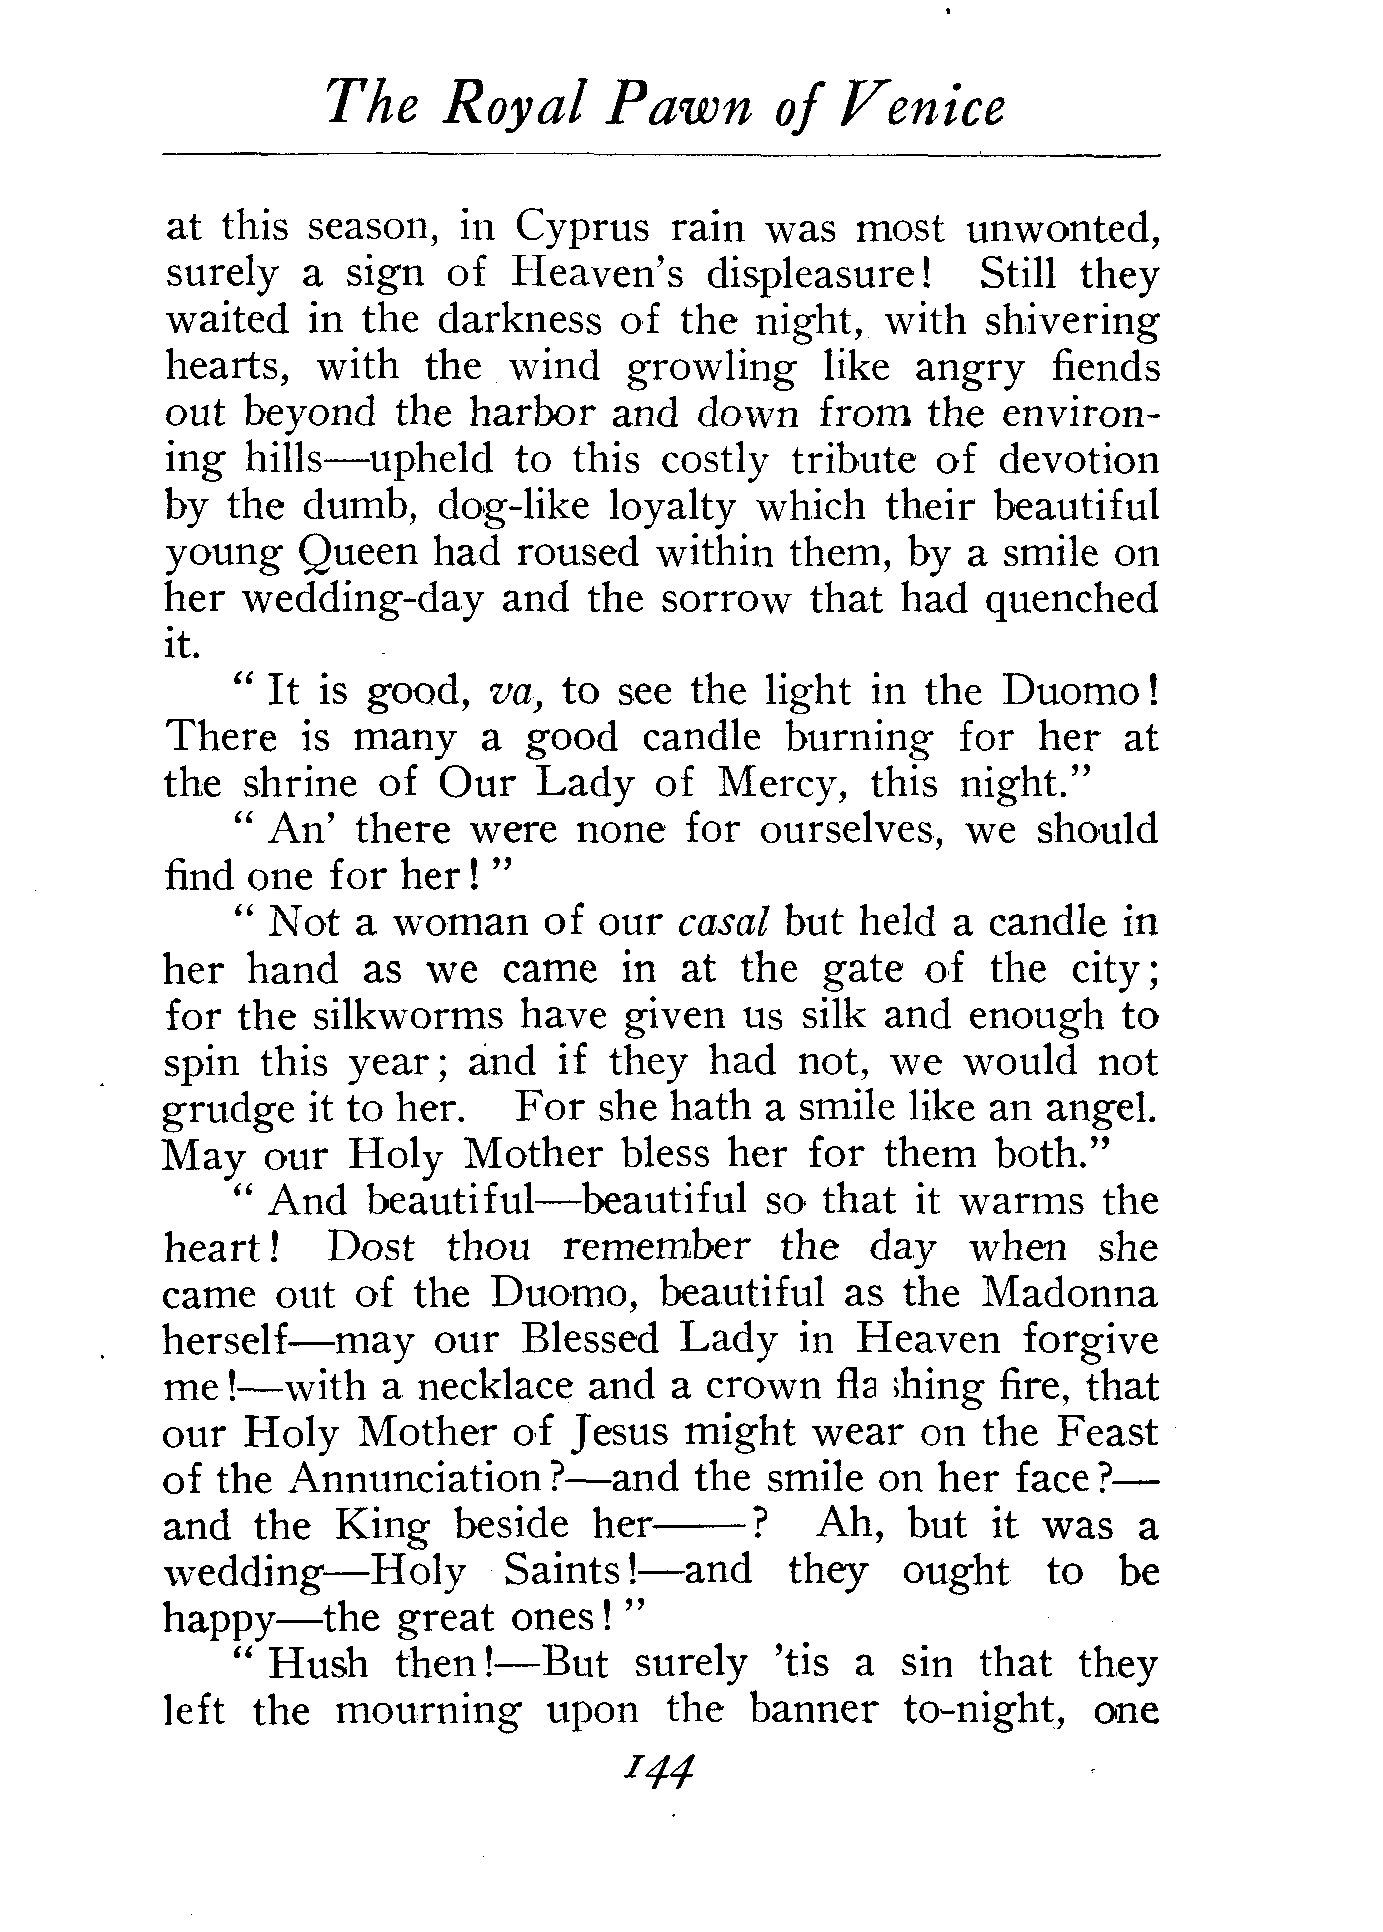 The Royal Pawn of Venice
at this season, in Cyprus rain was most unwonted,
surely a sign of Heaven's displeasure! Still they
waited in the darkness of the night, with shivering
hearts, with the wind growling like angry fiends
out beyond the harbor and down from the environ-
ing hills—upheld to this costly tribute of devotion
by the dumb, dog-like loyalty which their beautiful
young Queen had roused within them, by a smile on
her wedding-day and the sorrow that had quenched
it.
" It is good, va, to see the light in the Duomo!
There is many a good candle burning for her at
the shrine of Our Lady of Mercy, this night."
" An' there were none for ourselves, we should
find one for her! "
" Not a woman of our casal but held a candle in
her hand as we came in at the gate of the city;
for the silkworms have given us silk and enough to
spin this year; and if they had not, we would not
grudge it to her. For she hath a smile like an angel.
May our Holy Mother bless her for them both."
" And beautiful—beautiful so that it warms the
heart! Dost thou remember the day when she
came out of the Duomo, beautiful as the Madonna
herself—may our Blessed Lady in Heaven forgive
me!—with a necklace and a crown flashing fire, that
our Holy Mother of Jesus might wear on the Feast
of the Annunciation?—and the smile on her face?—
and the King beside her——? Ah, but it was a
wedding—Holy Saints!—and they ought to be
happy—the great ones! "
" Hush then!—But surely 'tis a sin that they
left the mourning upon the banner to-night, one
144